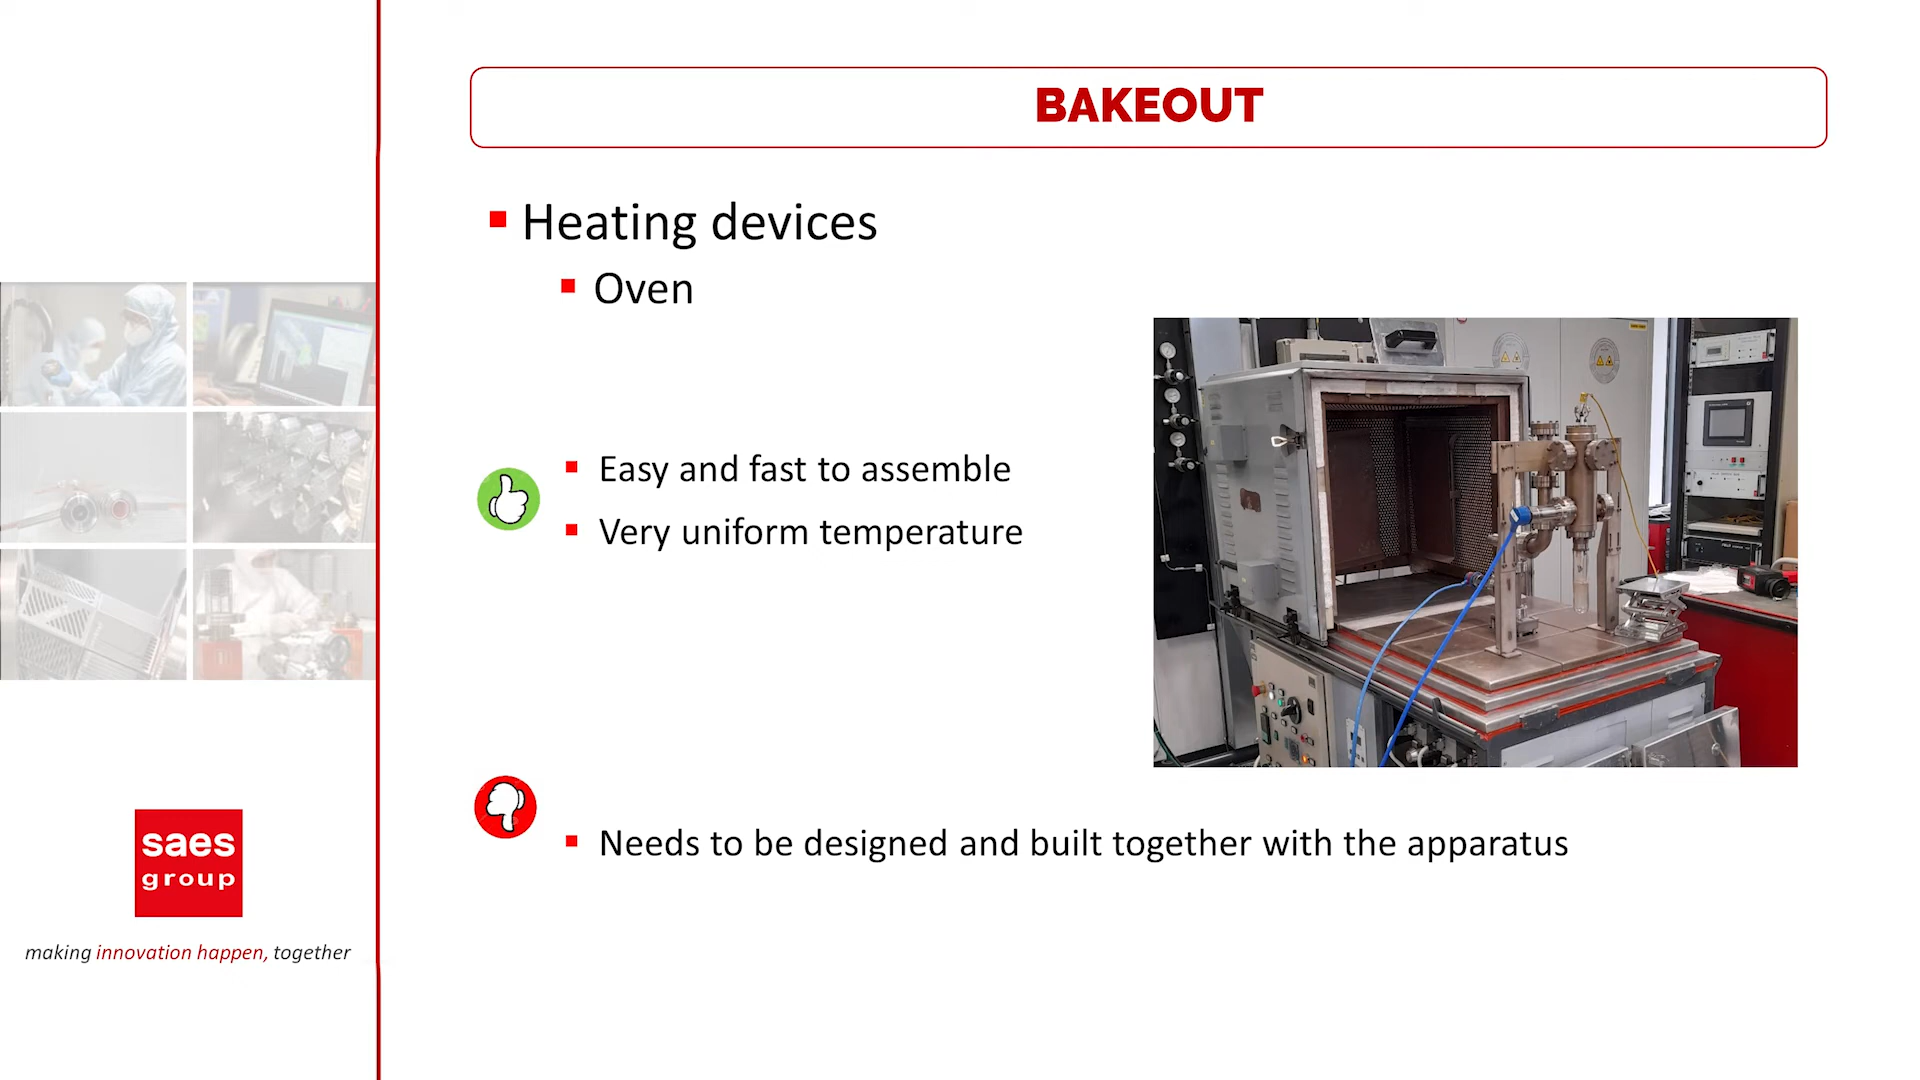 BAKEOUT
Heating devices
Oven
Easy and fast to assemble
Very uniform temperature
Needs to be designed and built together with the apparatus
saes
group
making innovation happen, together